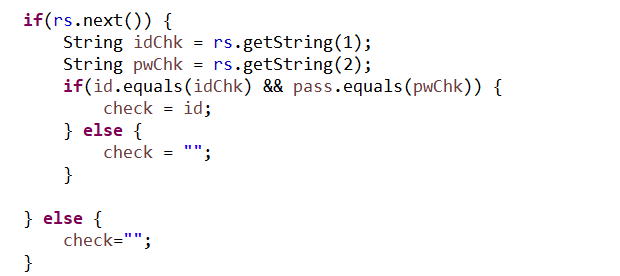 if(rs.next()) {
    String idChk = rs.getString(1);
    String pwChk = rs.getString(2);
    if(id.equals(idChk) && pass.equals(pwChk)) {
        check = id;
    } else {
        check = "";
    }

} else {
    check="";
}